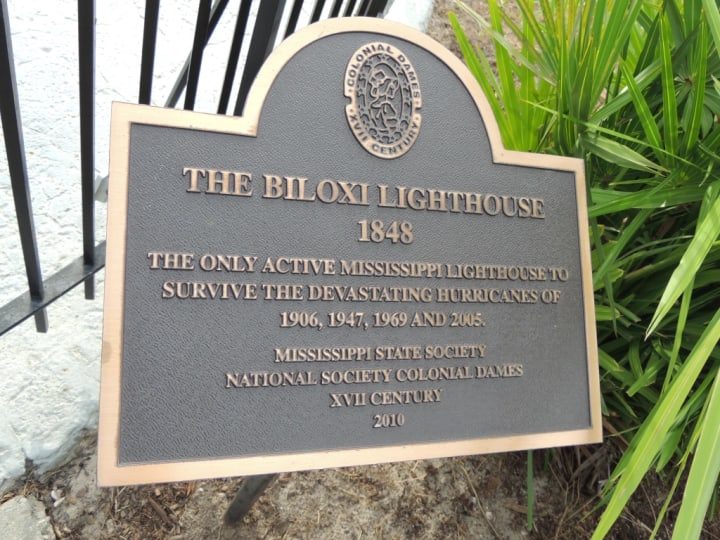 COLONIAL DAMES
XVII CENTURY
THE BILOXI LIGHTHOUSE
1848
THE ONLY ACTIVE MISSISSIPPI LIGHTHOUSE TO
SURVIVE THE DEVASTATING HURRICANES OF
1906, 1947, 1969 AND 2005.
MISSISSIPPI STATE SOCIETY
NATIONAL SOCIETY COLONIAL DAMES
XVII CENTURY
2010